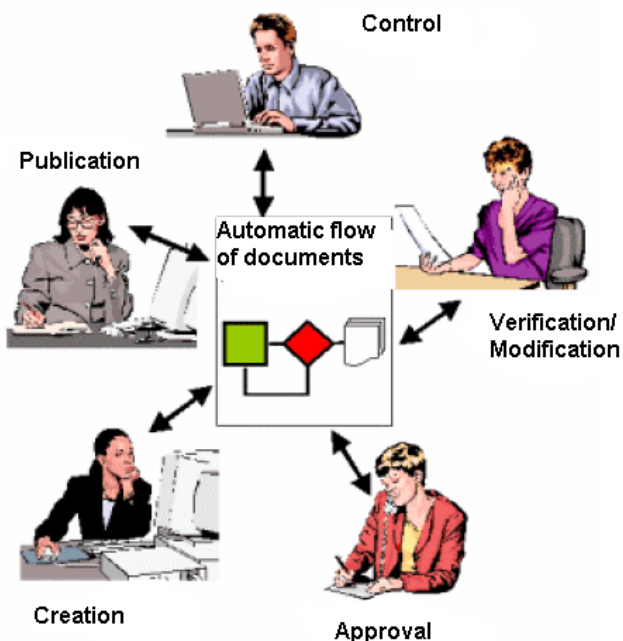 Control
Publication
Automatic flow
of documents
Verification/
Modification
Creation
Approval